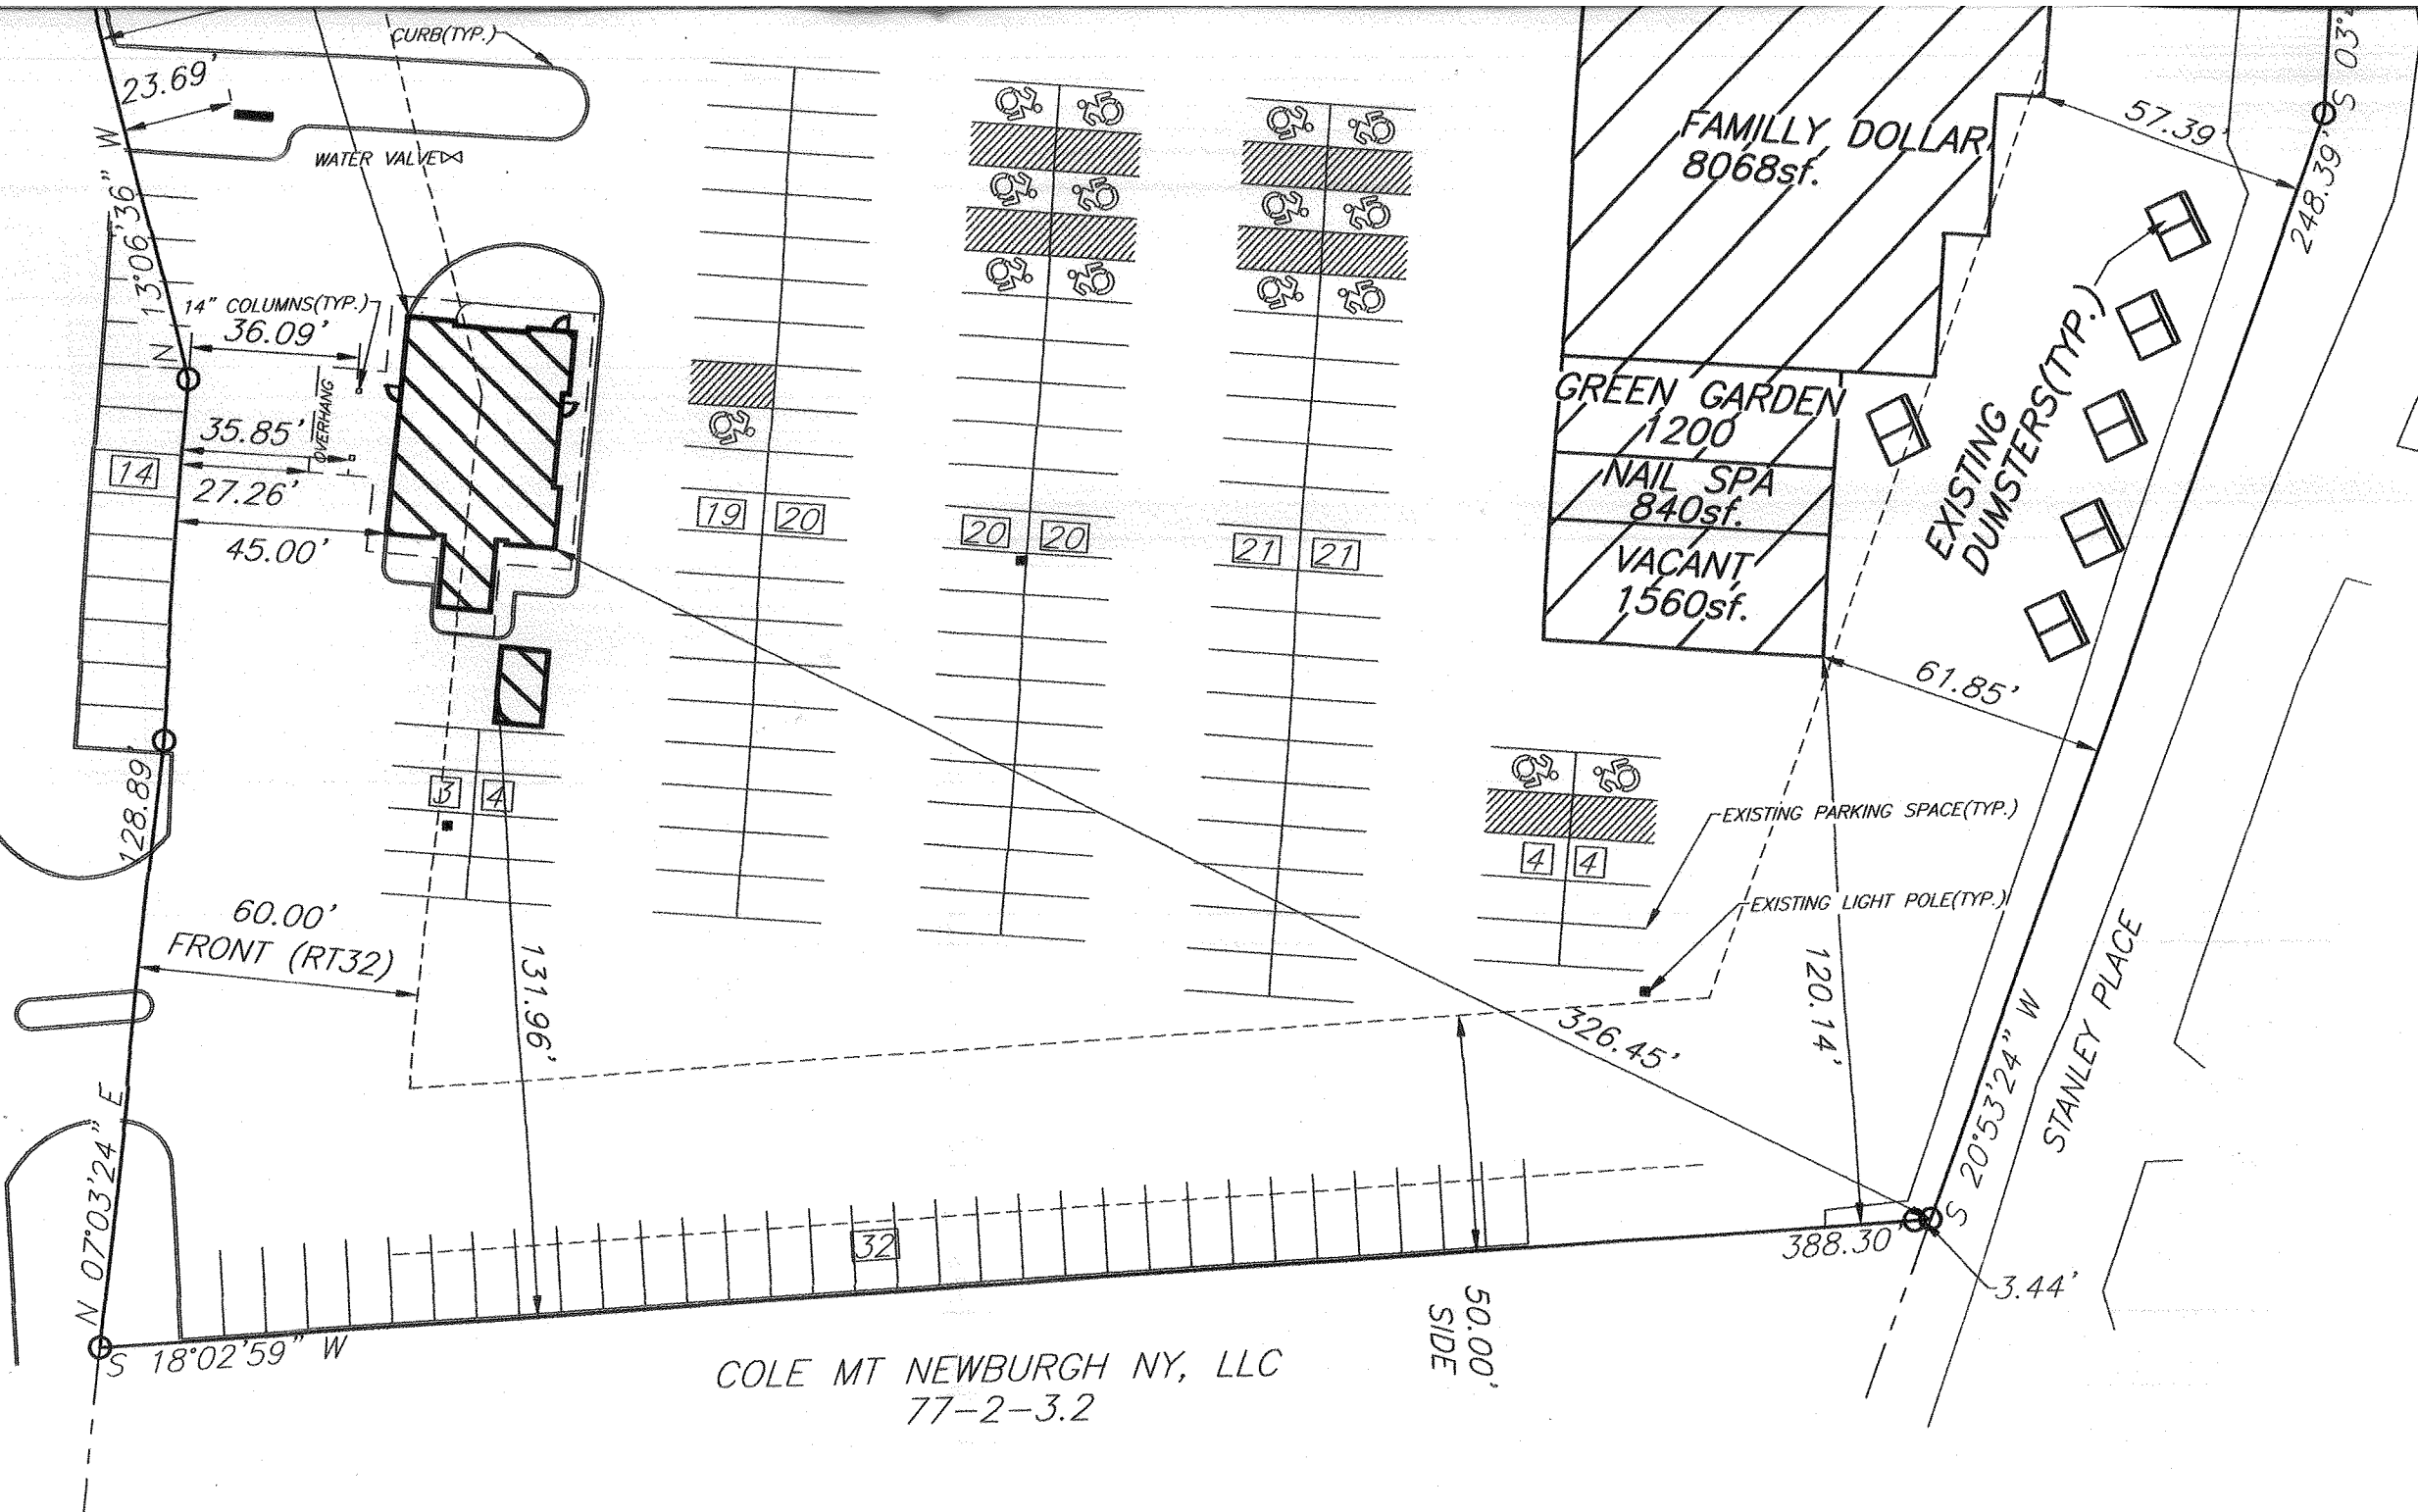 CURB(TYP.)
23.69'
WATER VALVE
N 13°06'36" W
14" COLUMNS(TYP.)
36.09'
OVERHANG
35.85'
27.26'
45.00'
14
19
20
20
20
21
21
FAMILLY DOLLAR
8068sf.
GREEN GARDEN
1200
NAIL SPA
840sf.
VACANT
1560sf.
57.39'
S 03°
248.39'
EXISTING
DUMSTERS(TYP.)
61.85'
128.89'
3
4
4
4
EXISTING PARKING SPACE(TYP.)
EXISTING LIGHT POLE(TYP.)
60.00'
FRONT (RT32)
131.96'
326.45'
120.14'
STANLEY PLACE
S 20°53'24" W
N 07°03'24" E
32
388.30'
3.44'
S 18°02'59" W
50.00'
SIDE
COLE MT NEWBURGH NY, LLC
77-2-3.2